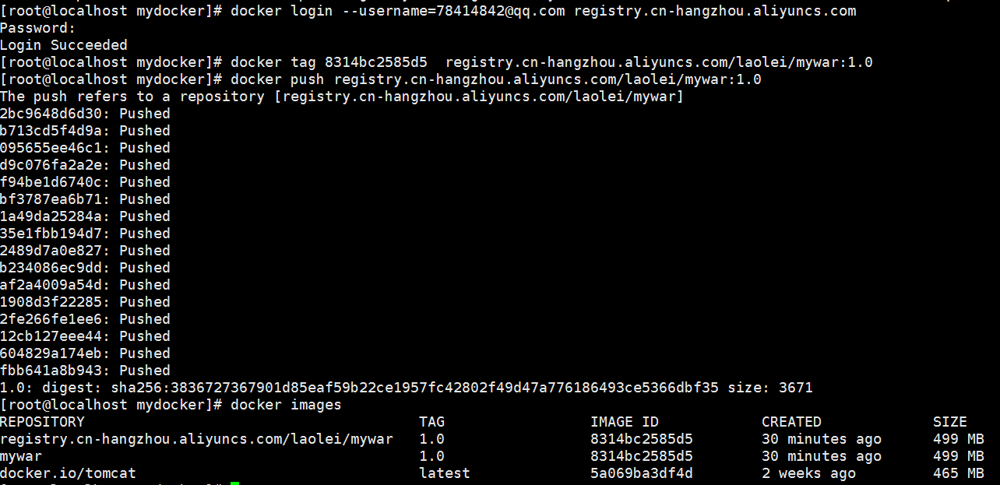 [root@localhost mydocker]# docker login --username=78414842@qq.com registry.cn-hangzhou.aliyuncs.com
Password:
Login Succeeded
[root@localhost mydocker]# docker tag 8314bc2585d5  registry.cn-hangzhou.aliyuncs.com/laolei/mywar:1.0
[root@localhost mydocker]# docker push registry.cn-hangzhou.aliyuncs.com/laolei/mywar:1.0
The push refers to a repository [registry.cn-hangzhou.aliyuncs.com/laolei/mywar]
2bc9648d6d30: Pushed
b713cd5f4d9a: Pushed
095655ee46c1: Pushed
d9c076fa2a2e: Pushed
f94be1d6740c: Pushed
bf3787ea6b71: Pushed
1a49da25284a: Pushed
35e1fbb194d7: Pushed
2489d7a0e827: Pushed
b234086ec9dd: Pushed
af2a4009a54d: Pushed
1908d3f22285: Pushed
2fe266fe1ee6: Pushed
12cb127eee44: Pushed
604829a174eb: Pushed
fbb641a8b943: Pushed
1.0: digest: sha256:3836727367901d85eaf59b22ce1957fc42802f49d47a776186493ce5366dbf35 size: 3671
[root@localhost mydocker]# docker images
REPOSITORY TAG IMAGE ID CREATED SIZE
registry.cn-hangzhou.aliyuncs.com/laolei/mywar 1.0 8314bc2585d5 30 minutes ago 499 MB
mywar 1.0 8314bc2585d5 30 minutes ago 499 MB
docker.io/tomcat latest 5a069ba3df4d 2 weeks ago 465 MB